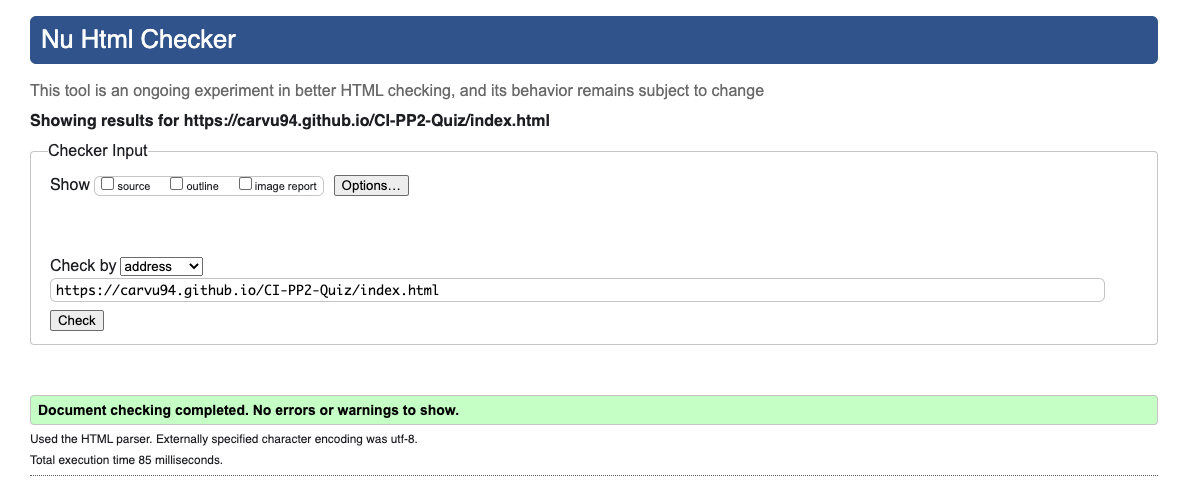 Nu Html Checker
This tool is an ongoing experiment in better HTML checking, and its behavior remains subject to change
Showing results for https://carvu94.github.io/CI-PP2-Quiz/index.html
Checker Input
Show source outline image report Options...
Check by address
https://carvu94.github.io/CI-PP2-Quiz/index.html
Check
Document checking completed. No errors or warnings to show.
Used the HTML parser. Externally specified character encoding was utf-8.
Total execution time 85 milliseconds.